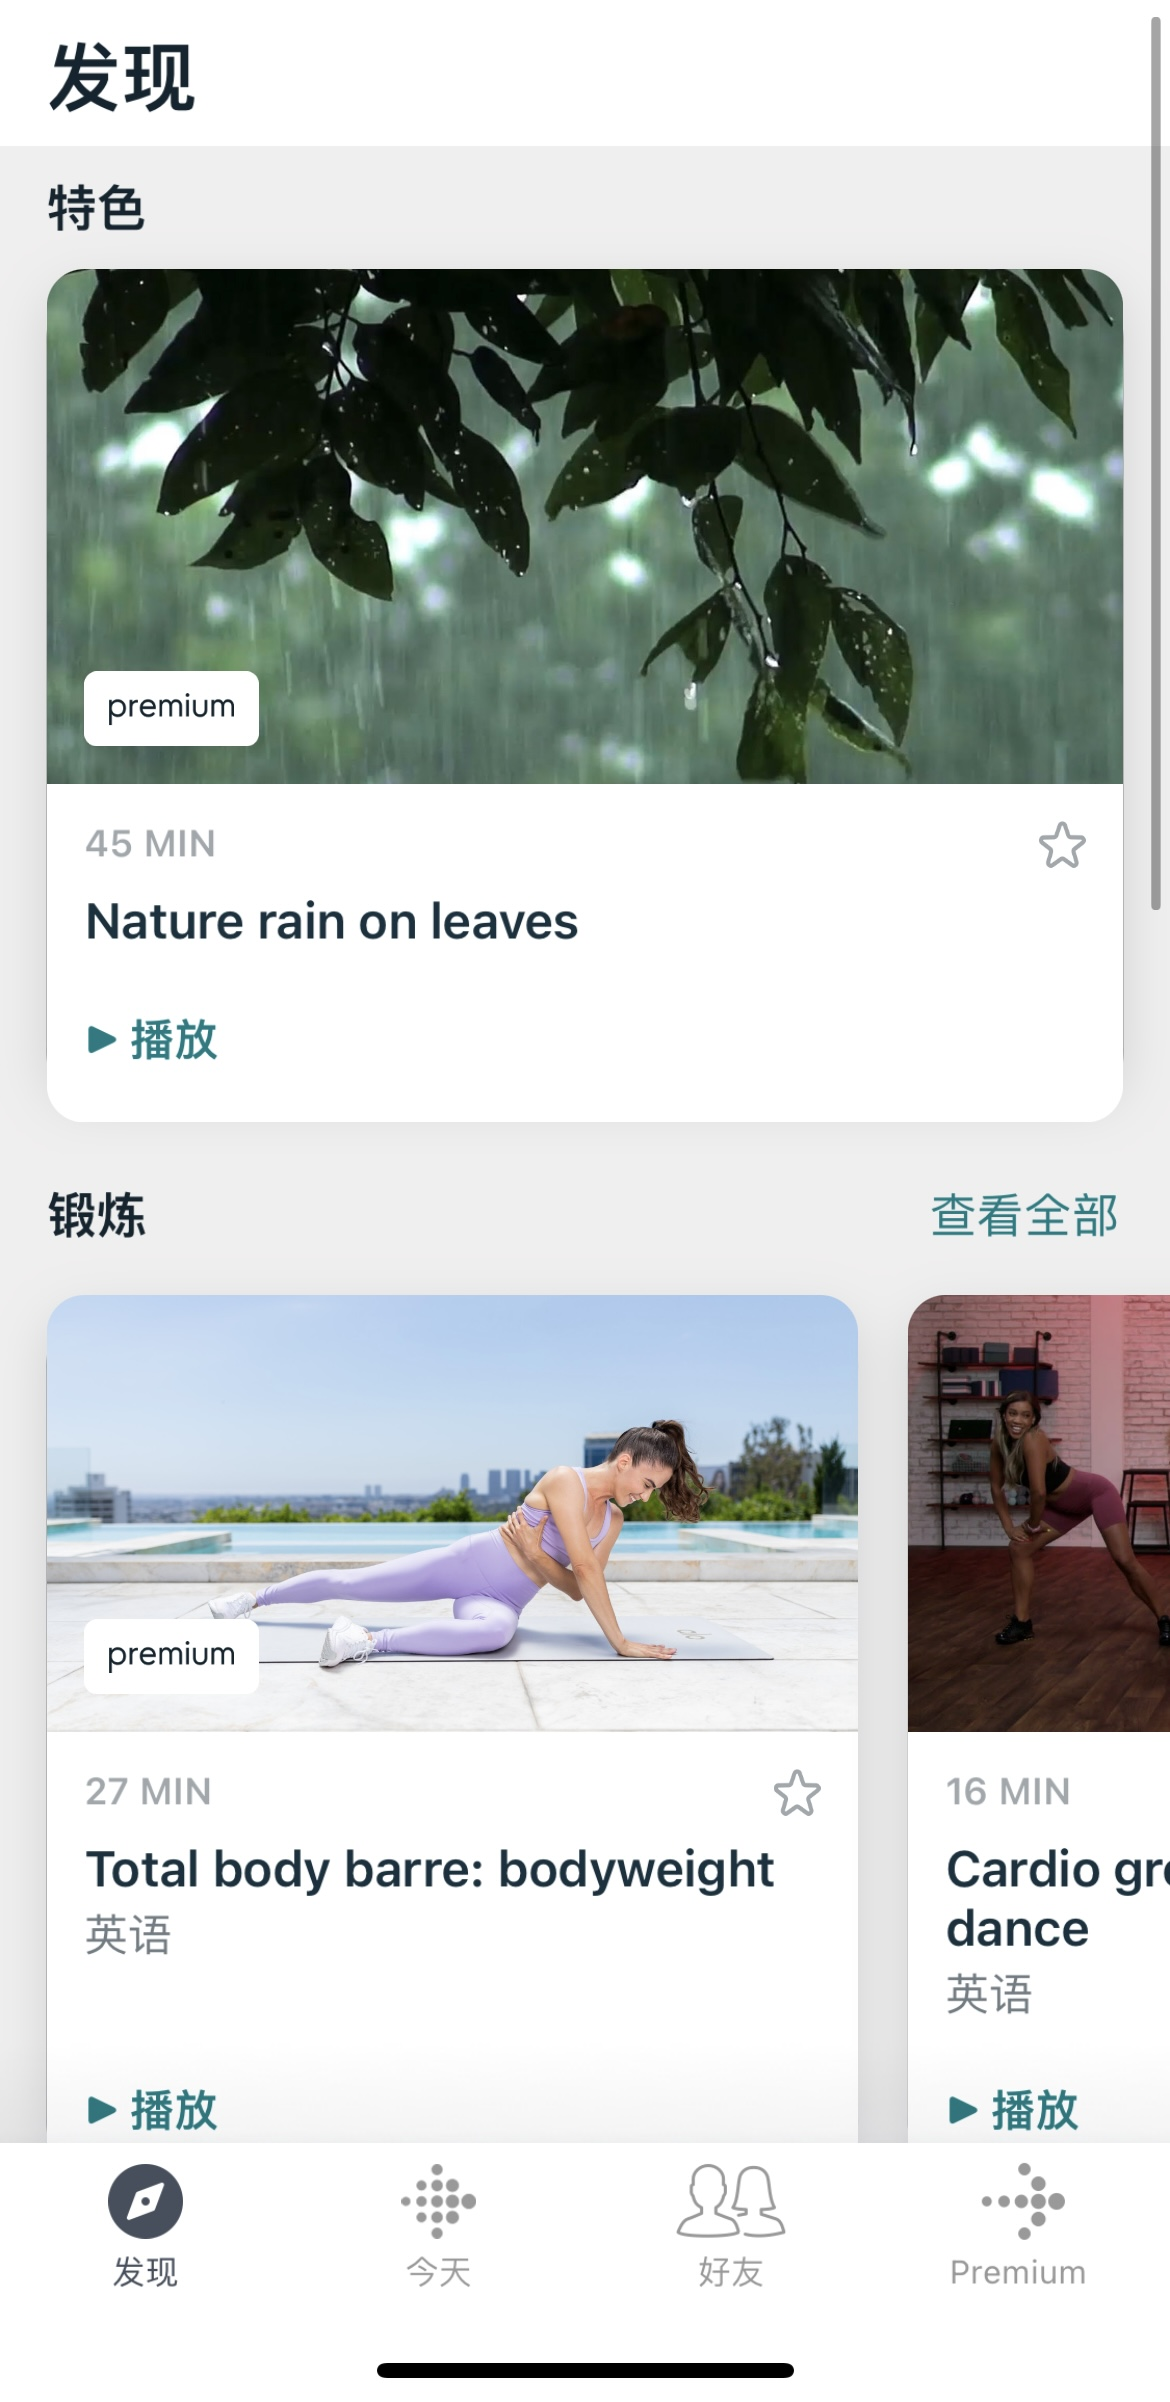 发现
特色
premium
45 MIN
Nature rain on leaves
播放
锻炼
查看全部
premium
27 MIN
Total body barre: bodyweight
英语
播放
16 MIN
Cardio
dance
英语
播放
发现
今天
好友
Premium